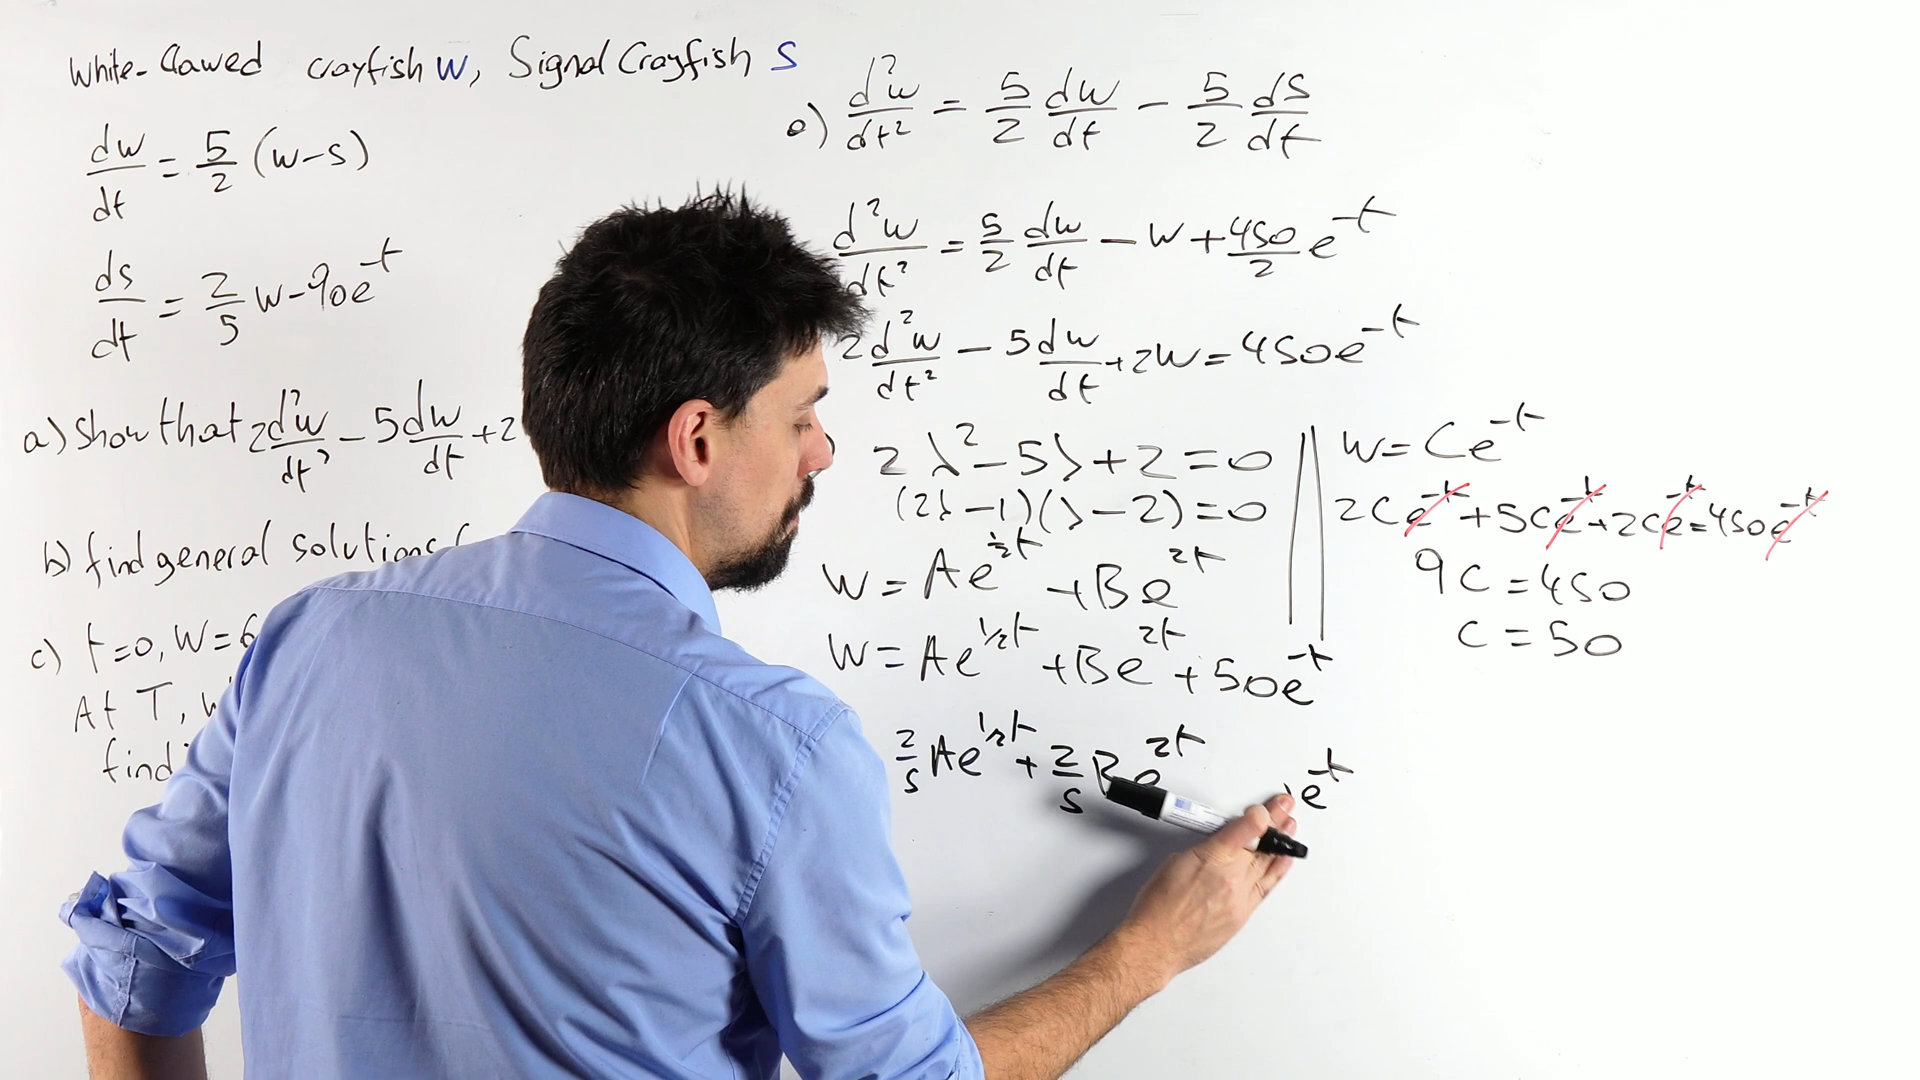 White-Clawed crayfish w, Signal Crayfish S
dw/dt = 5/2 (w-s)
ds/dt = 2/5 w-90e^-t
a) Show that 2d²w/dt² - 5dw/dt + 2
b) find general solutions
c) t=0, w=6
At T, w
find
a) d²w/dt² = 5/2 dw/dt - 5/2 ds/dt
d²w/dt² = 5/2 dw/dt - w + 450/2 e^-t
2d²w/dt² - 5dw/dt + 2w = 450e^-t
2λ² - 5λ + 2 = 0
(2λ-1)(λ-2) = 0
w = Ae^½t + Be^2t
w = Ae^1/2t + Be^2t + 50e^-t
2/5 Ae^1/2t + 2/5 Be^2t e^-t
w = Ce^-t
2Ce^-t + 5Ce^-t + 2Ce^-t = 450e^-t
9C = 450
C = 50